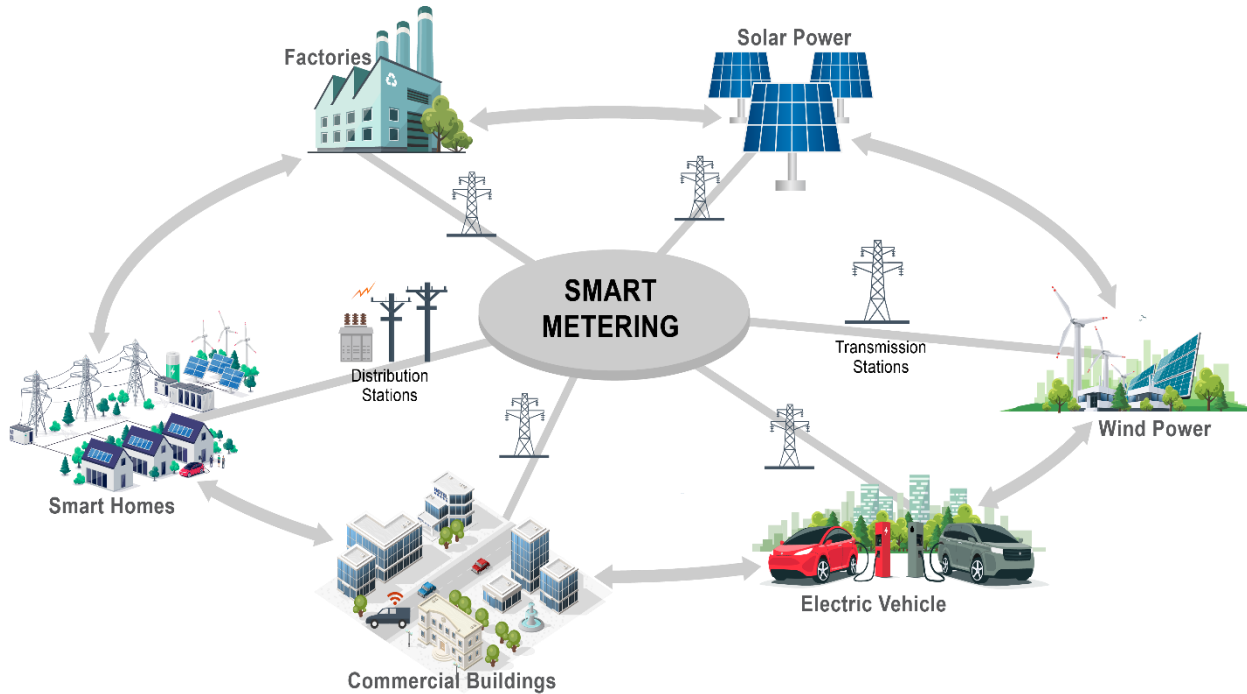 Solar Power
Factories
SMART
METERING
Transmission
Stations
Distribution
Stations
Wind Power
Smart Homes
Electric Vehicle
Commercial Buildings